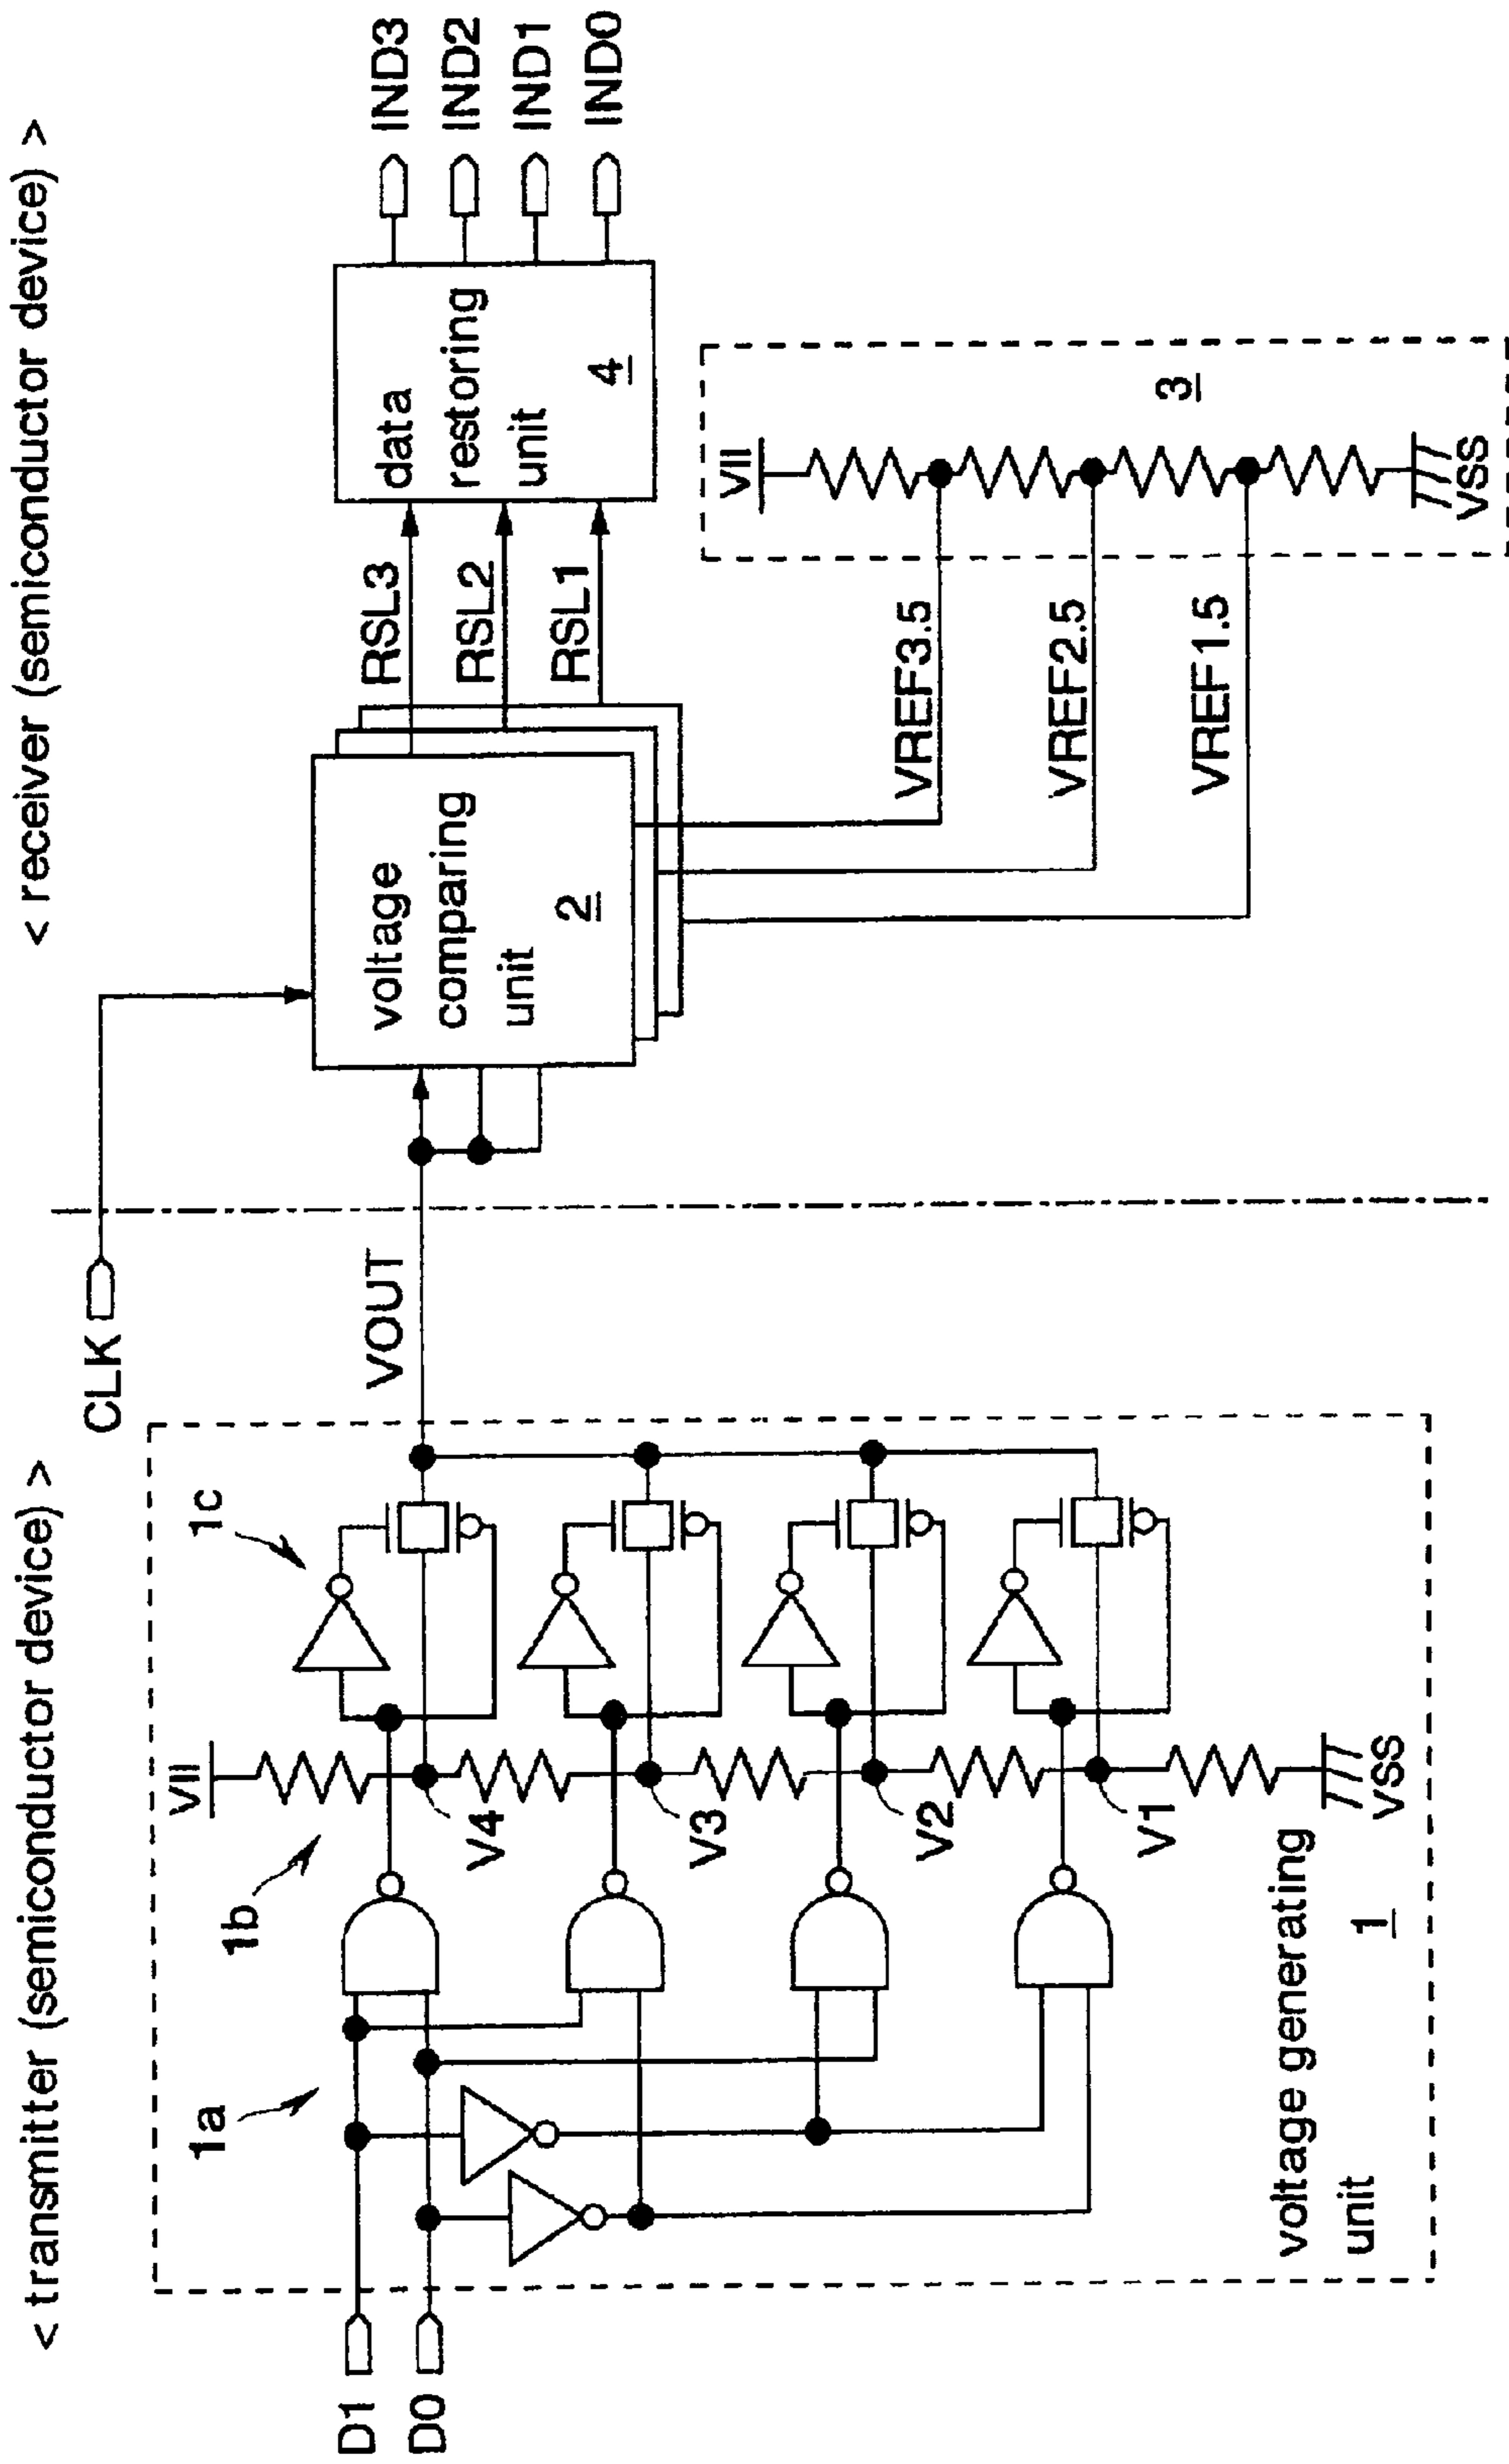 < transmitter (semiconductor device) >
< receiver (semiconductor device) >
CLK
D1
D0
1a
1b
1c
VII
V4
V3
V2
V1
VSS
voltage generating
unit
1
VOUT
voltage
comparing
unit
2
RSL3
RSL2
RSL1
data
restoring
unit
4
IND3
IND2
IND1
IND0
VREF3.5
VREF2.5
VREF1.5
VII
3
VSS